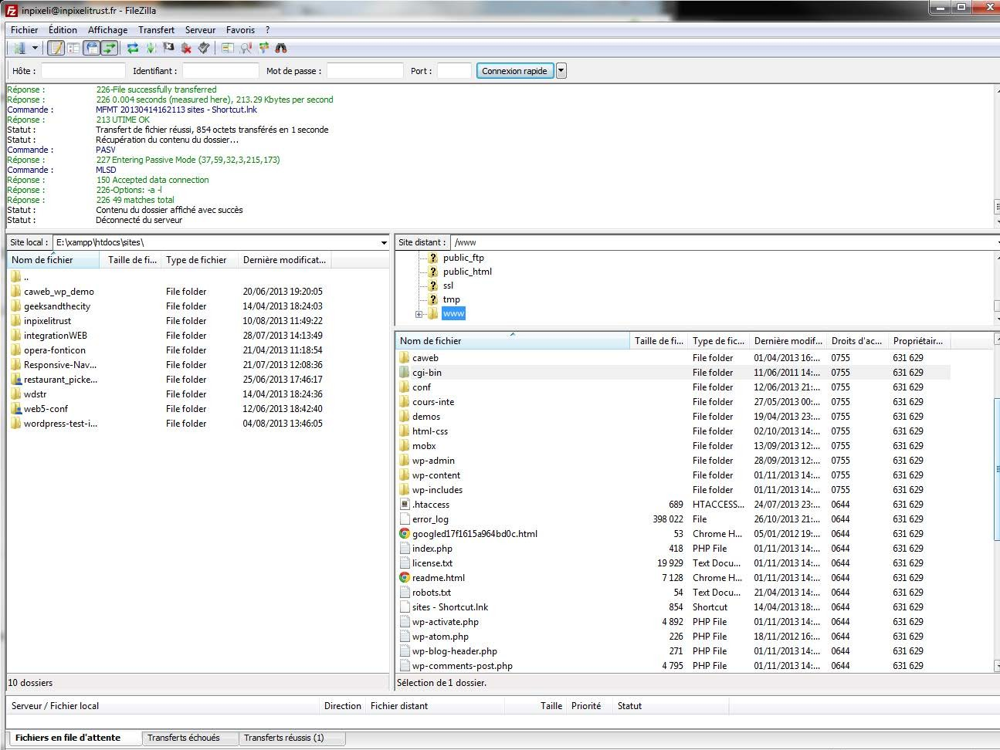 inpixeli@inpixelitrust.fr - FileZilla
Fichier Édition Affichage Transfert Serveur Favoris ?
Hôte : Identifiant : Mot de passe : Port : Connexion rapide
Réponse : 226-File successfully transferred
Réponse : 226 0.004 seconds (measured here), 213.29 Kbytes per second
Commande : MFMT 20130414162113 sites - Shortcut.lnk
Réponse : 213 UTIME OK
Statut : Transfert de fichier réussi, 854 octets transférés en 1 seconde
Statut : Récupération du contenu du dossier...
Commande : PASV
Réponse : 227 Entering Passive Mode (37,59,32,3,215,173)
Commande : MLSD
Réponse : 150 Accepted data connection
Réponse : 226-Options: -a -l
Réponse : 226 49 matches total
Statut : Contenu du dossier affiché avec succès
Statut : Déconnecté du serveur
Site local : E:\xampp\htdocs\sites\
Nom de fichier Taille de fi... Type de fichier Dernière modificat...
..
caweb_wp_demo File folder 20/06/2013 19:20:05
geeksandthecity File folder 14/04/2013 18:24:03
inpixelitrust File folder 10/08/2013 11:49:22
integrationWEB File folder 28/07/2013 14:13:49
opera-fonticon File folder 21/04/2013 11:18:54
Responsive-Nav... File folder 21/07/2013 12:08:36
restaurant_picke... File folder 25/06/2013 17:46:17
wdstr File folder 14/04/2013 18:24:36
web5-conf File folder 12/06/2013 18:42:40
wordpress-test-i... File folder 04/08/2013 13:46:05
10 dossiers
Site distant : /www
public_ftp
public_html
ssl
tmp
www
Nom de fichier Taille de fi... Type de fic... Dernière modif... Droits d'ac... Propriétair...
caweb File folder 01/04/2013 16:... 0755 631 629
cgi-bin File folder 11/06/2011 14:... 0755 631 629
conf File folder 12/06/2013 21:... 0755 631 629
cours-inte File folder 27/05/2013 00:... 0755 631 629
demos File folder 19/04/2013 23:... 0755 631 629
html-css File folder 02/10/2013 14:... 0755 631 629
mobx File folder 13/09/2013 12:... 0755 631 629
wp-admin File folder 28/09/2013 12:... 0755 631 629
wp-content File folder 01/11/2013 14:... 0755 631 629
wp-includes File folder 01/11/2013 14:... 0755 631 629
.htaccess 689 HTACCESS... 24/07/2013 23:... 0644 631 629
error_log 398 022 File 26/10/2013 21:... 0644 631 629
googled17f1615a964bd0c.html 53 Chrome H... 05/01/2012 19:... 0644 631 629
index.php 418 PHP File 01/11/2013 14:... 0644 631 629
license.txt 19 929 Text Docu... 01/11/2013 14:... 0644 631 629
readme.html 7 128 Chrome H... 01/11/2013 14:... 0644 631 629
robots.txt 54 Text Docu... 21/04/2013 14:... 0644 631 629
sites - Shortcut.lnk 854 Shortcut 14/04/2013 18:... 0644 631 629
wp-activate.php 4 892 PHP File 01/11/2013 14:... 0644 631 629
wp-atom.php 226 PHP File 18/11/2012 16:... 0644 631 629
wp-blog-header.php 271 PHP File 01/11/2013 14:... 0644 631 629
wp-comments-post.php 4 795 PHP File 01/11/2013 14:... 0644 631 629
Sélection de 1 dossier.
Serveur / Fichier local Direction Fichier distant Taille Priorité Statut
Fichiers en file d'attente Transferts échoués Transferts réussis (1)